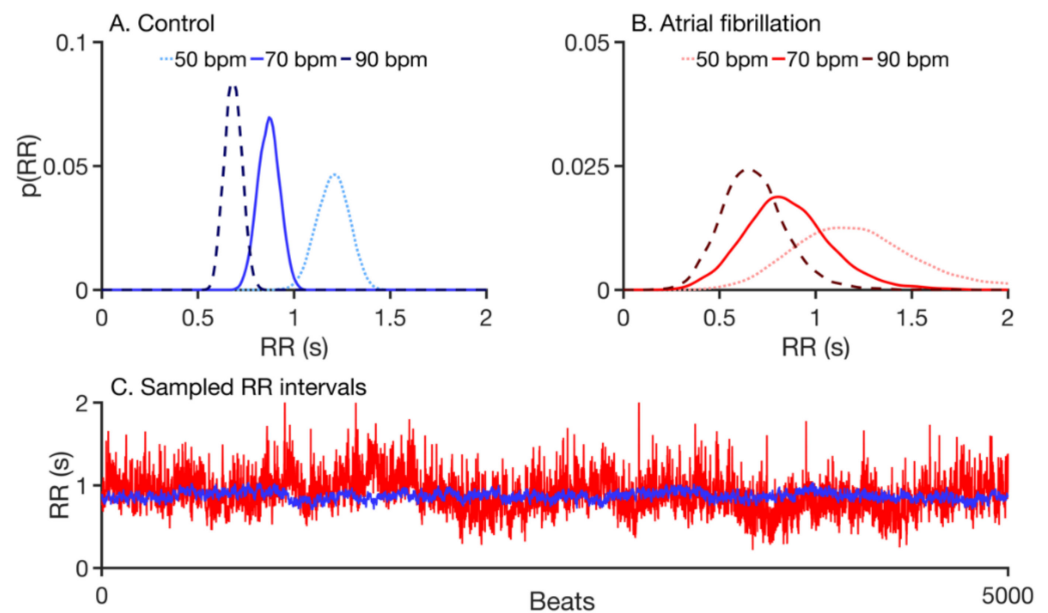 A. Control
0.1
50 bpm 70 bpm 90 bpm
p(RR)
0.05
0
0 0.5 1 1.5 2
RR (s)
B. Atrial fibrillation
0.05
50 bpm 70 bpm 90 bpm
0.025
0
0 0.5 1 1.5 2
RR (s)
C. Sampled RR intervals
2
RR (s)
1
0
0 5000
Beats